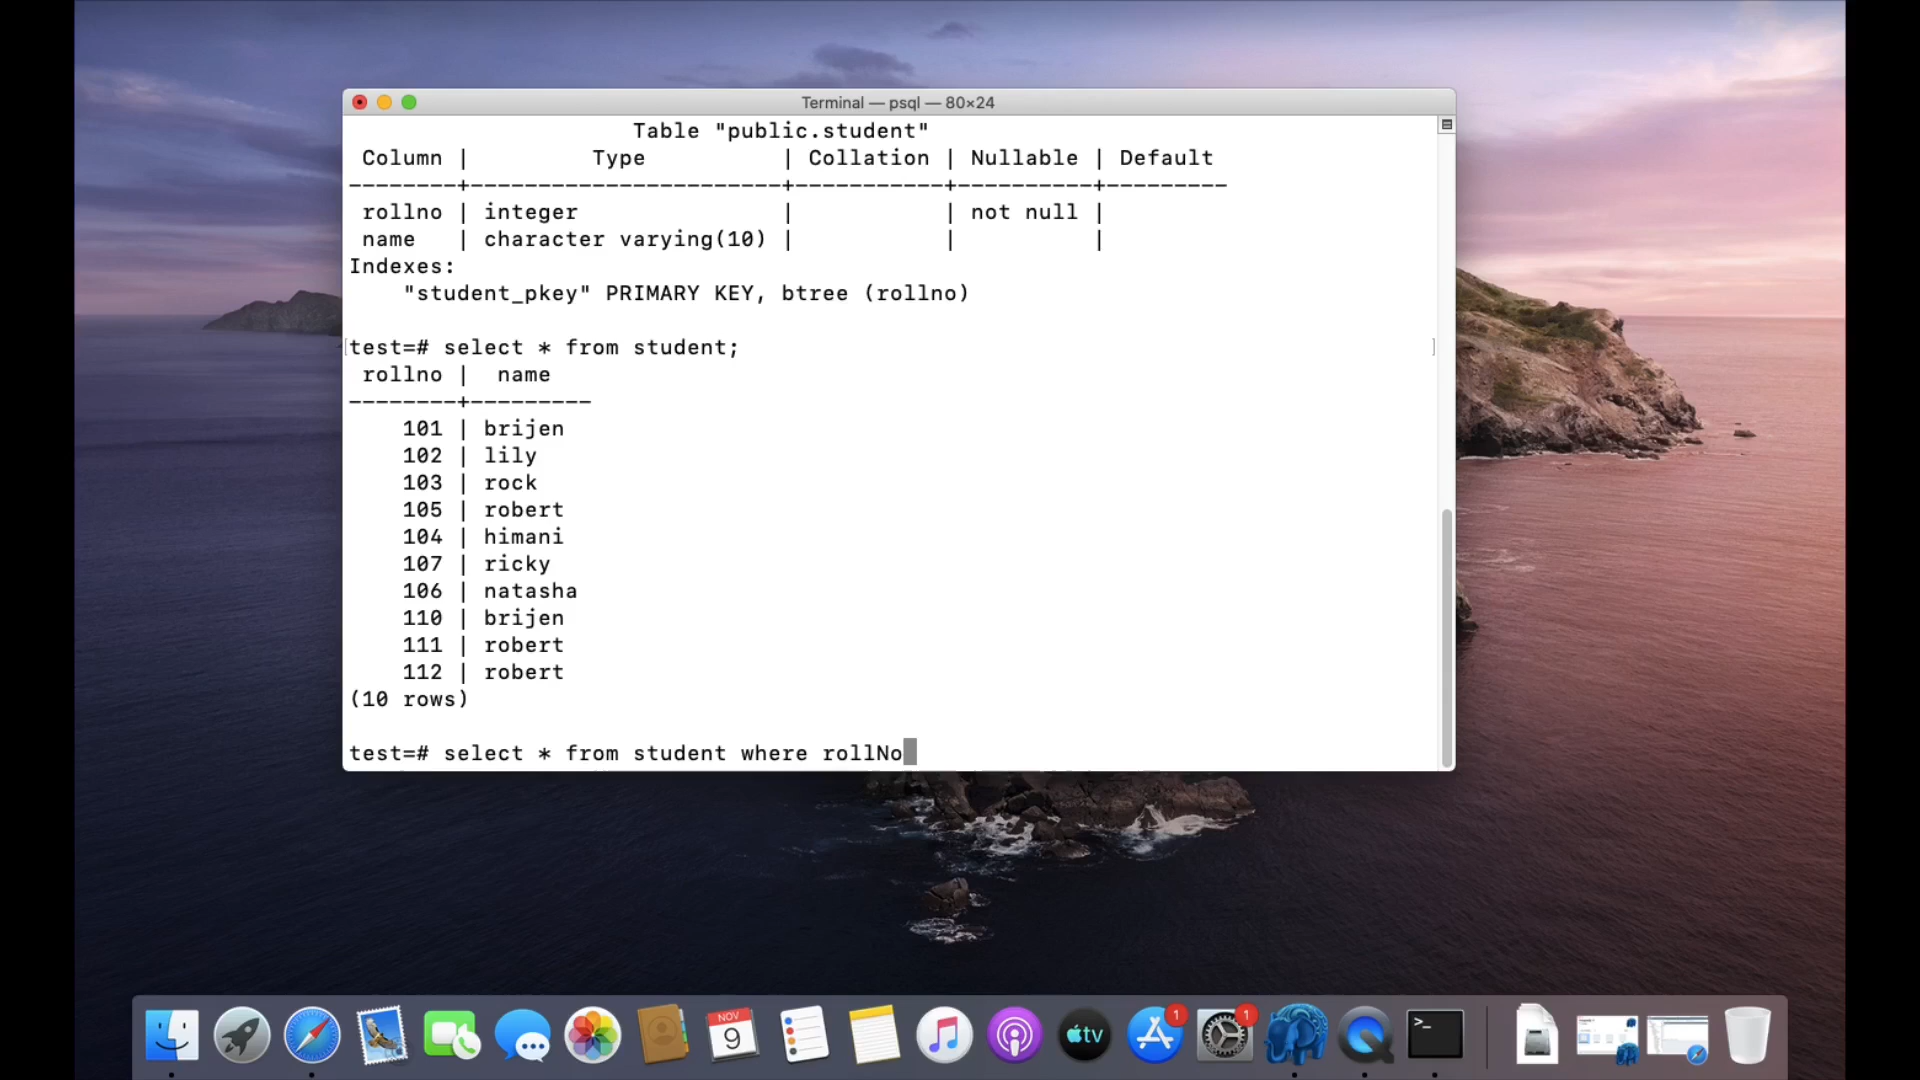 Terminal — psql — 80×24
Table "public.student"
Column | Type | Collation | Nullable | Default
--------+-----------------------+-----------+----------+---------
rollno | integer | | not null |
name | character varying(10) | | |
Indexes:
"student_pkey" PRIMARY KEY, btree (rollno)
test=# select * from student;
rollno | name
--------+---------
101 | brijen
102 | lily
103 | rock
105 | robert
104 | himani
107 | ricky
106 | natasha
110 | brijen
111 | robert
112 | robert
(10 rows)
test=# select * from student where rollNo
NOV
9
tv
1
1
>_